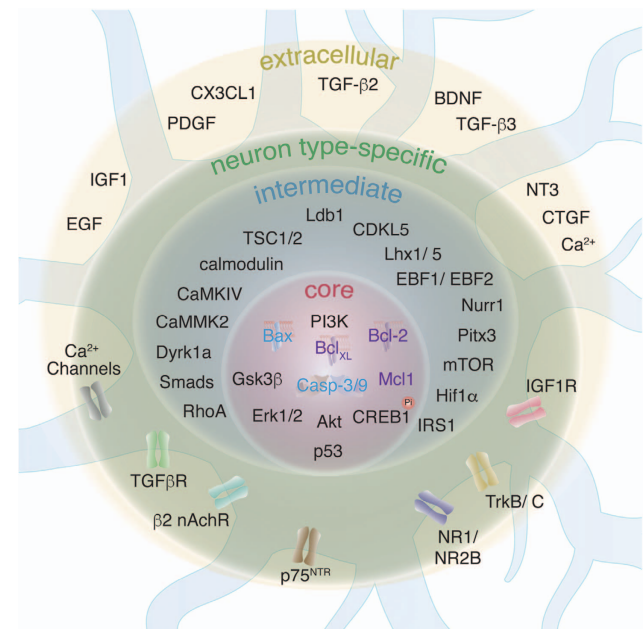 extracellular
TGF-β2
CX3CL1
BDNF
PDGF
TGF-β3
neuron type-specific
IGF1
NT3
EGF
CTGF
Ca²⁺
intermediate
Ldb1
CDKL5
TSC1/2
Lhx1/ 5
calmodulin
EBF1/ EBF2
CaMKIV
Nurr1
CaMMK2
Pitx3
Dyrk1a
mTOR
Smads
Hif1α
RhoA
IRS1
core
PI3K
Bax
Bcl-2
BclXL
Gsk3β
Casp-3/9
Mcl1
Pi
Erk1/2
Akt
CREB1
p53
Ca²⁺
Channels
IGF1R
TGFβR
TrkB/ C
β2 nAchR
NR1/
NR2B
p75ᴺᵀᴿ